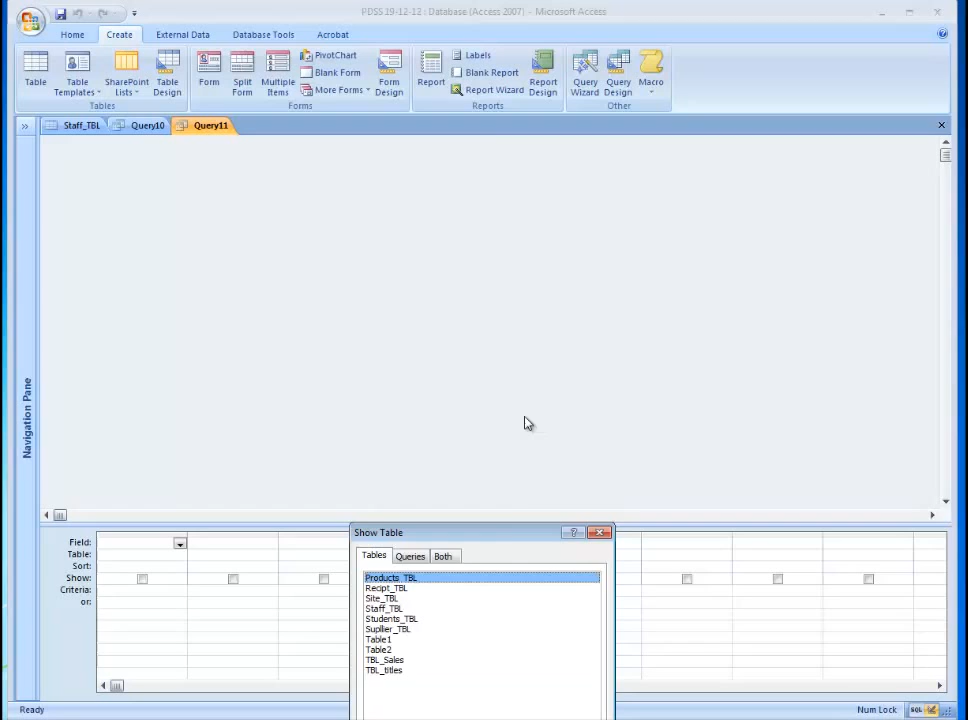 PDSS 19-12-12 : Database (Access 2007) - Microsoft Access
Home Create External Data Database Tools Acrobat
Table Table Templates SharePoint Lists Table Design
Tables
Form Split Form Multiple Items PivotChart Blank Form More Forms Form Design
Forms
Report Labels Blank Report Report Wizard Report Design
Reports
Query Wizard Query Design Macro
Other
Staff_TBL Query10 Query11
Navigation Pane
Field:
Table:
Sort:
Show:
Criteria:
or:
Show Table
Tables Queries Both
Products_TBL
Recipt_TBL
Site_TBL
Staff_TBL
Students_TBL
Supllier_TBL
Table1
Table2
TBL_Sales
TBL_titles
Ready Num Lock SQL